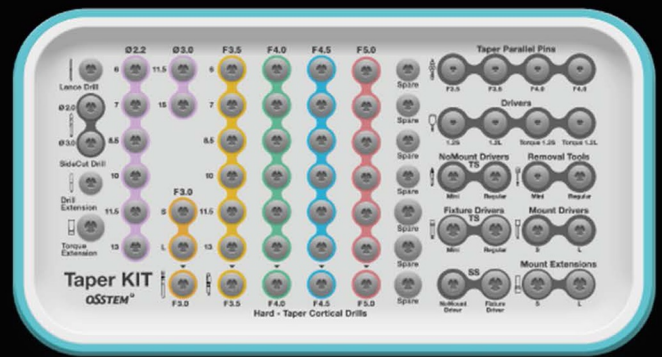 Ø2.2 Ø3.0 F3.5 F4.0 F4.5 F5.0 Taper Parallel Pins
6 11.5 6 Spare F3.5 F3.5 F4.0 F4.0
Lance Drill
Ø2.0 7 15 7 Spare Drivers
Ø3.0 8.5 8.5 Spare 1.2S 1.2L Torque 1.2S Torque 1.2L
SideCut Drill
NoMount Drivers Removal Tools
TS
10 10 Spare Mini Regular Mini Regular
Drill
Extension
F3.0
Fixture Drivers Mount Drivers
TS
11.5 S 11.5 Spare Mini Regular S L
Torque
Extension
13 L 13 Spare
Mount Extensions
SS
Taper KIT
OSSTEM
F3.0 F3.5 F4.0 F4.5 F5.0 Spare
NoMount
Driver
Fixture
Driver
S L
Hard - Taper Cortical Drills